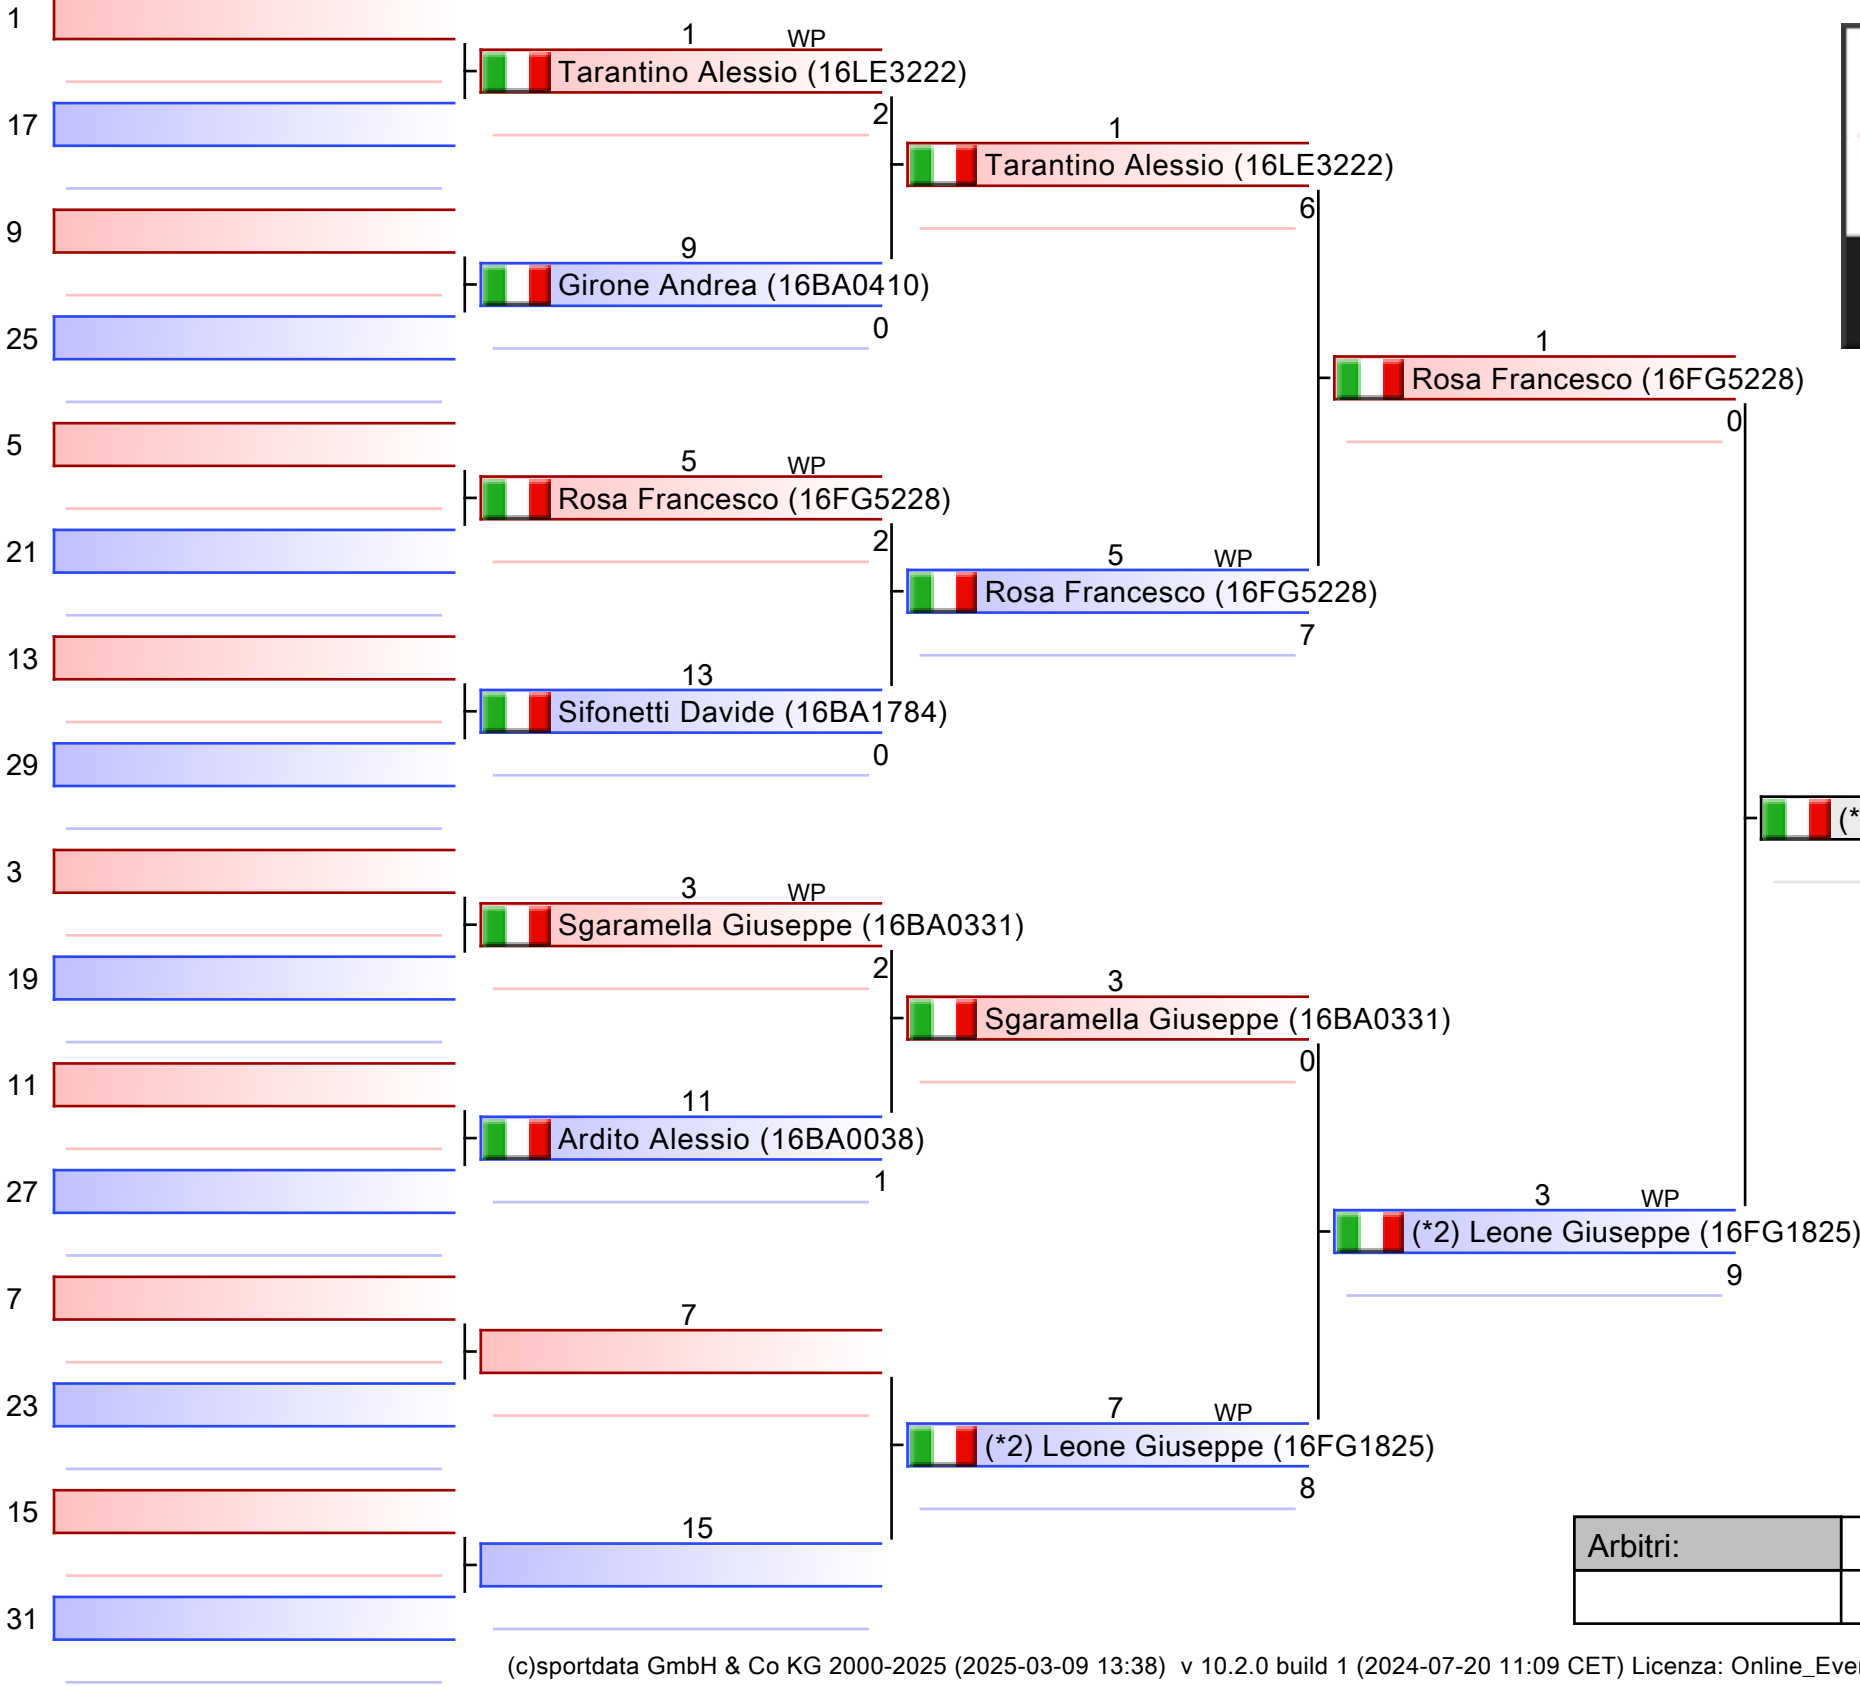 1
17
9
25
5
21
13
29
3
19
11
27
7
23
15
31
1 WP
Tarantino Alessio (16LE3222)
2
9
Girone Andrea (16BA0410)
0
5 WP
Rosa Francesco (16FG5228)
2
13
Sifonetti Davide (16BA1784)
0
3 WP
Sgaramella Giuseppe (16BA0331)
2
11
Ardito Alessio (16BA0038)
1
7
15
1
Tarantino Alessio (16LE3222)
6
5 WP
Rosa Francesco (16FG5228)
7
3
Sgaramella Giuseppe (16BA0331)
0
7 WP
(*2) Leone Giuseppe (16FG1825)
8
1
Rosa Francesco (16FG5228)
0
3 WP
(*2) Leone Giuseppe (16FG1825)
9
(*
Arbitri:
(c)sportdata GmbH & Co KG 2000-2025 (2025-03-09 13:38) v 10.2.0 build 1 (2024-07-20 11:09 CET) Licenza: Online_Eve